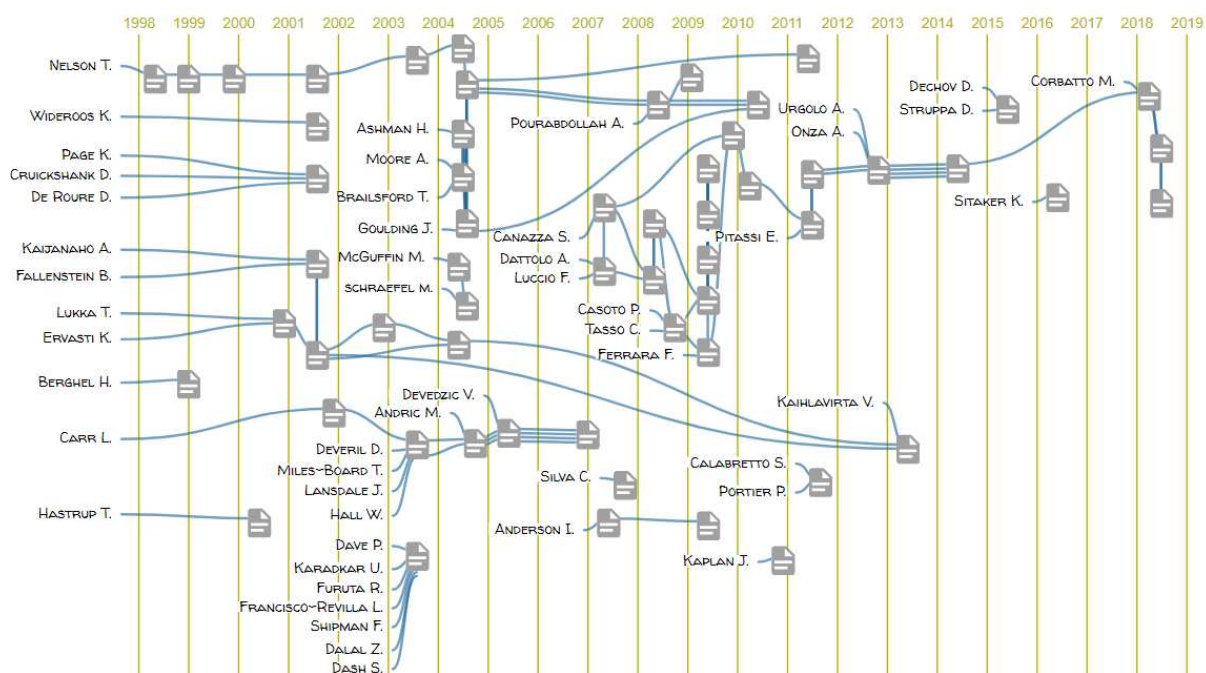 1998 1999 2000 2001 2002 2003 2004 2005 2006 2007 2008 2009 2010 2011 2012 2013 2014 2015 2016 2017 2018 2019
Nelson T.
Wideroos K.
Page K.
Cruickshank D.
De Roure D.
Kaijanaho A.
Fallenstein B.
Lukka T.
Ervasti K.
Berghel H.
Carr L.
Hastrup T.
Ashman H.
Moore A.
Brailsford T.
Goulding J.
McGuffin M.
schraefel m.
Devedzic V.
Andric M.
Deveril D.
Miles-Board T.
Lansdale J.
Hall W.
Dave P.
Karadkar U.
Furuta R.
Francisco-Revilla L.
Shipman F.
Dalal Z.
Dash S.
Pourabdollah A.
Canazza S.
Dattolo A.
Luccio F.
Casoto P.
Tasso C.
Ferrara F.
Silva C.
Anderson I.
Urgolo A.
Onza A.
Pitassi E.
Kaihlavirta V.
Calabretto S.
Portier P.
Kaplan J.
Dechov D.
Struppa D.
Corbatto M.
Sitaker K.